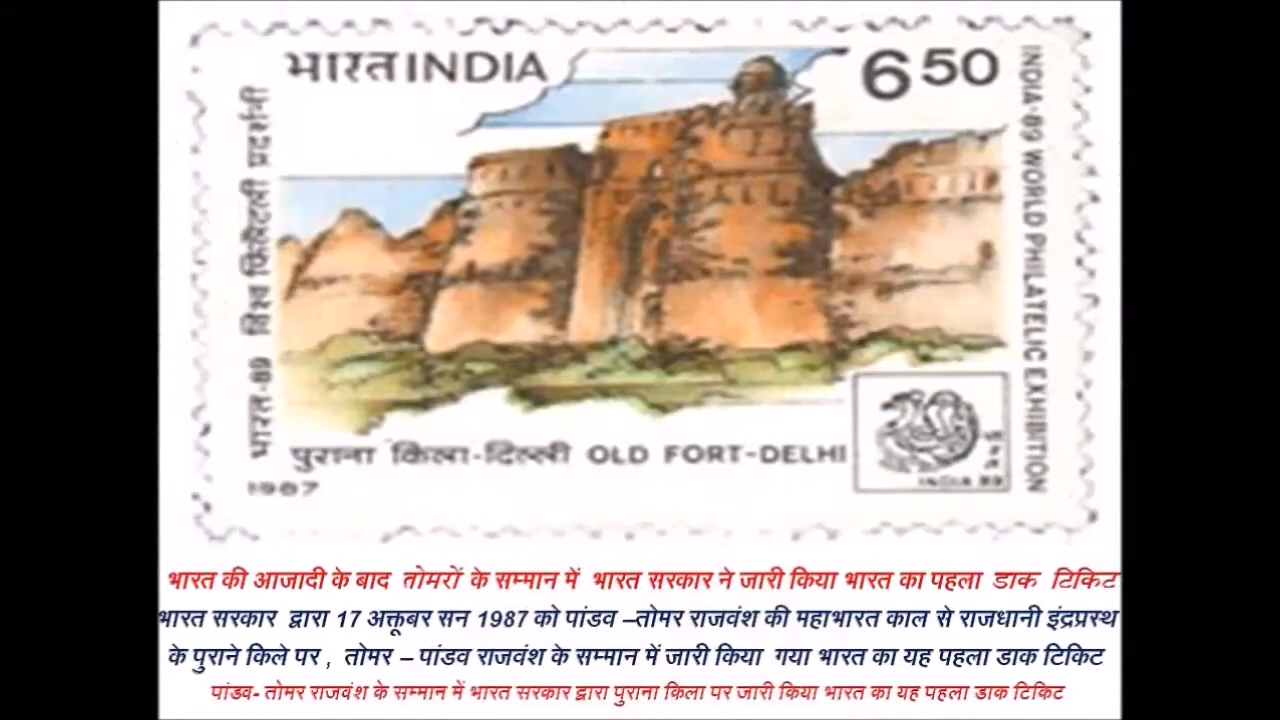 भारत INDIA
6 50
भारत-89 विश्व फिलेटली प्रदर्शनी
INDIA-89 WORLD PHILATELIC EXHIBITION
पुराना किला-दिल्ली OLD FORT-DELHI
1987
INDIA 89
भारत की आजादी के बाद तोमरों के सम्मान में भारत सरकार ने जारी किया भारत का पहला डाक टिकिट
भारत सरकार द्वारा 17 अक्तूबर सन 1987 को पांडव –तोमर राजवंश की महाभारत काल से राजधानी इंद्रप्रस्थ
के पुराने किले पर , तोमर – पांडव राजवंश के सम्मान में जारी किया गया भारत का यह पहला डाक टिकिट
पांडव- तोमर राजवंश के सम्मान में भारत सरकार द्वारा पुराना किला पर जारी किया भारत का यह पहला डाक टिकिट